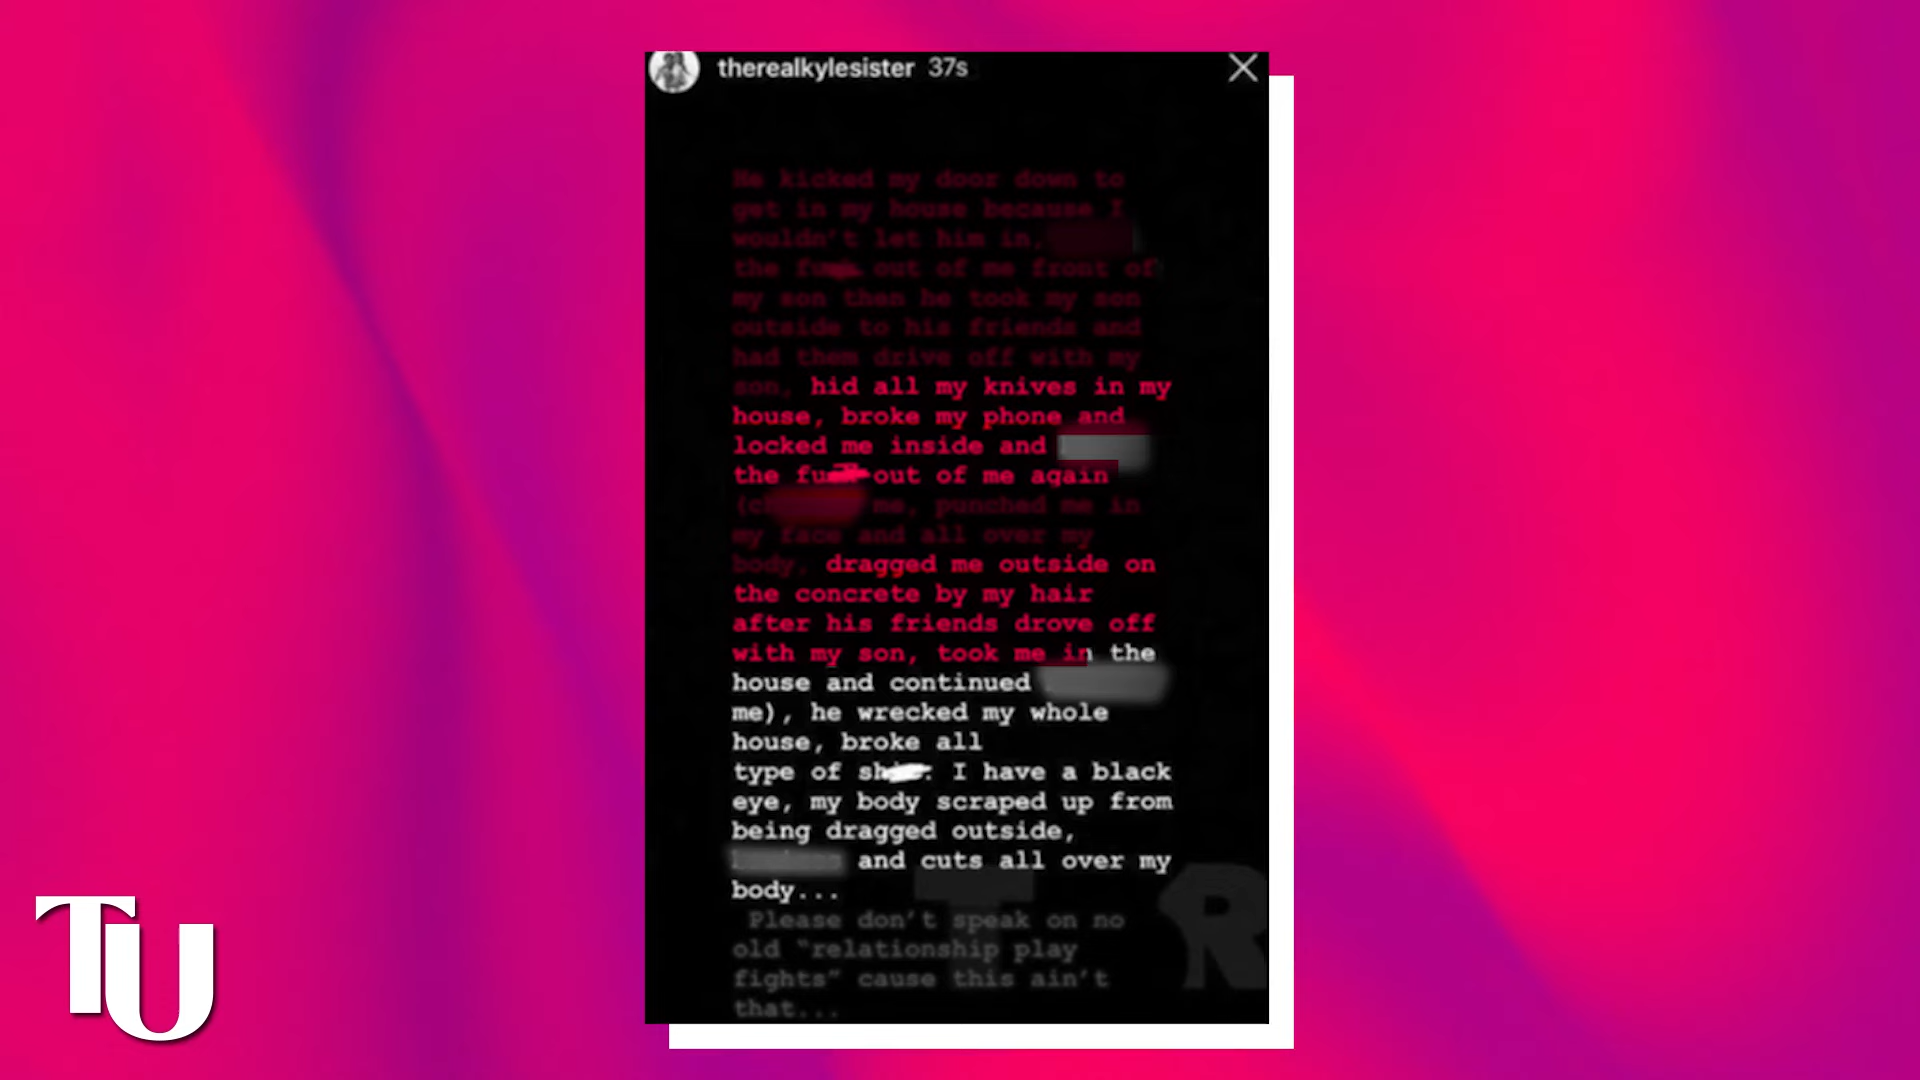 therealkylesister 37s
He kicked my door down to
get in my house because I
wouldn't let him in,
the fu out of me front of
my son then he took my son
outside to his friends and
had them drive off with my
son, hid all my knives in my
house, broke my phone and
locked me inside and
the fu out of me again
(c me, punched me in
my face and all over my
body, dragged me outside on
the concrete by my hair
after his friends drove off
with my son, took me in the
house and continued
me), he wrecked my whole
house, broke all
type of sh . I have a black
eye, my body scraped up from
being dragged outside,
and cuts all over my
body...
Please don't speak on no
old "relationship play
fights" cause this ain't
that...
T R
TU